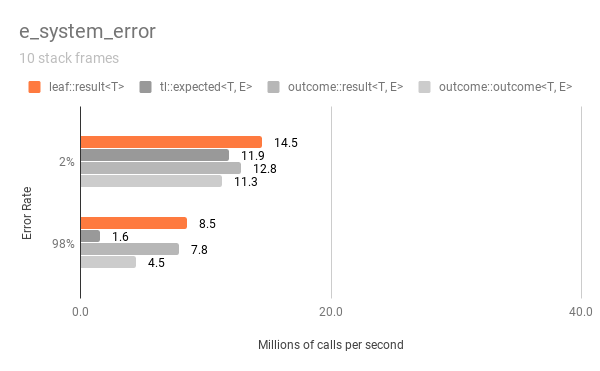 e_system_error
10 stack frames
leaf::result<T> tl::expected<T, E> outcome::result<T, E> outcome::outcome<T, E>
Error Rate
2%
14.5
11.9
12.8
11.3
98%
8.5
1.6
7.8
4.5
0.0 20.0 40.0
Millions of calls per second